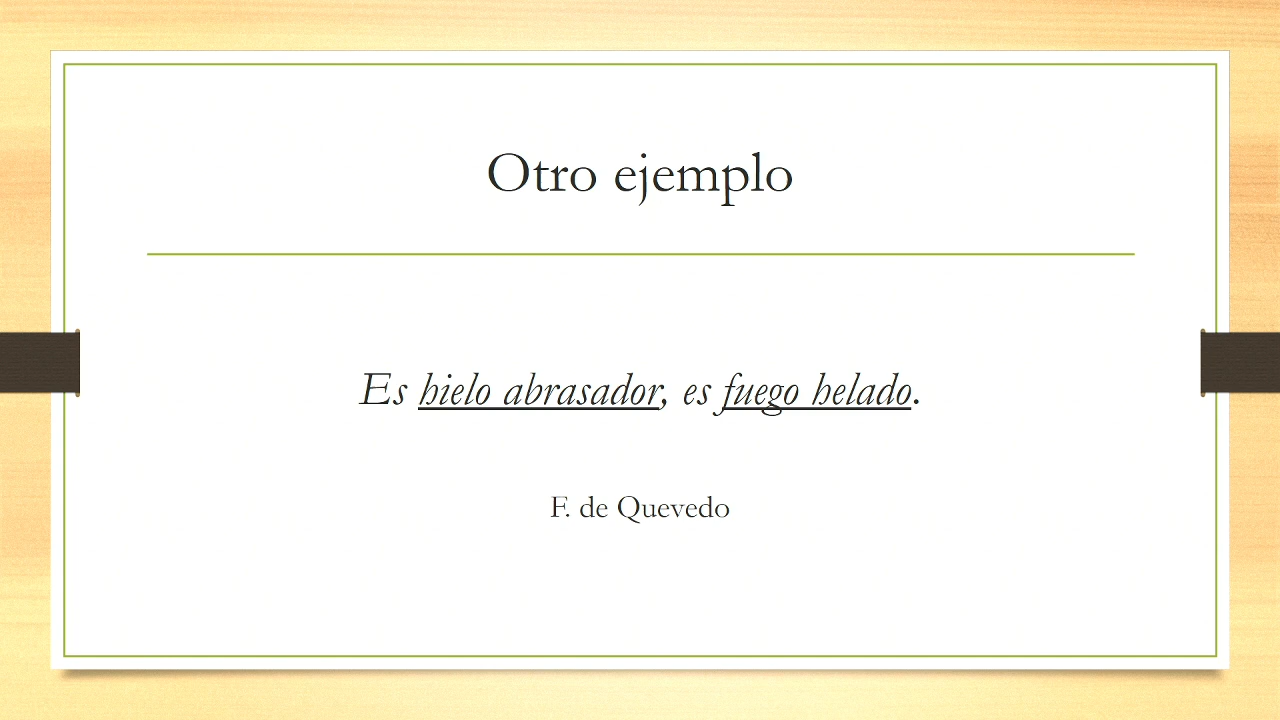 Otro ejemplo
Es hielo abrasador, es fuego helado.
F. de Quevedo